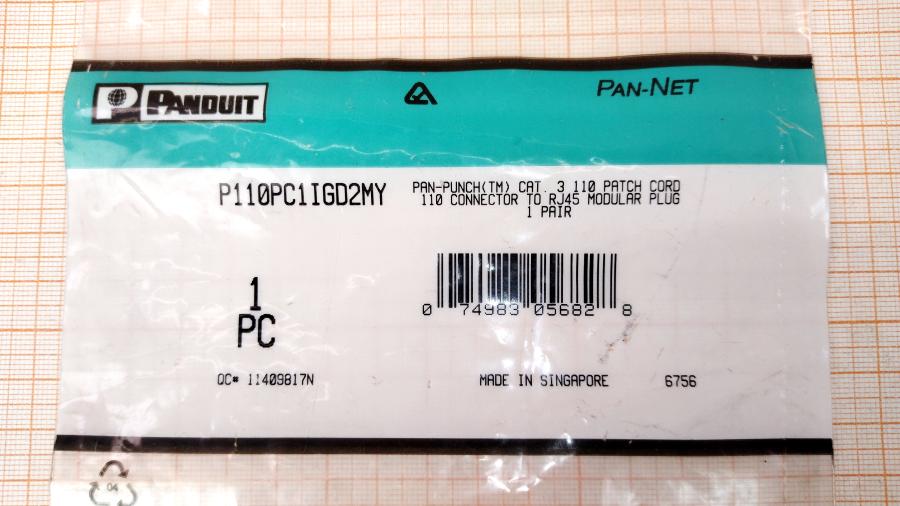 PANDUIT
PAN-NET
P110PC1IGD2MY
PAN-PUNCH(TM) CAT. 3 110 PATCH CORD
110 CONNECTOR TO RJ45 MODULAR PLUG
1 PAIR
1
PC
0 74983 05682 8
QC# 11409817N
MADE IN SINGAPORE 6756
04